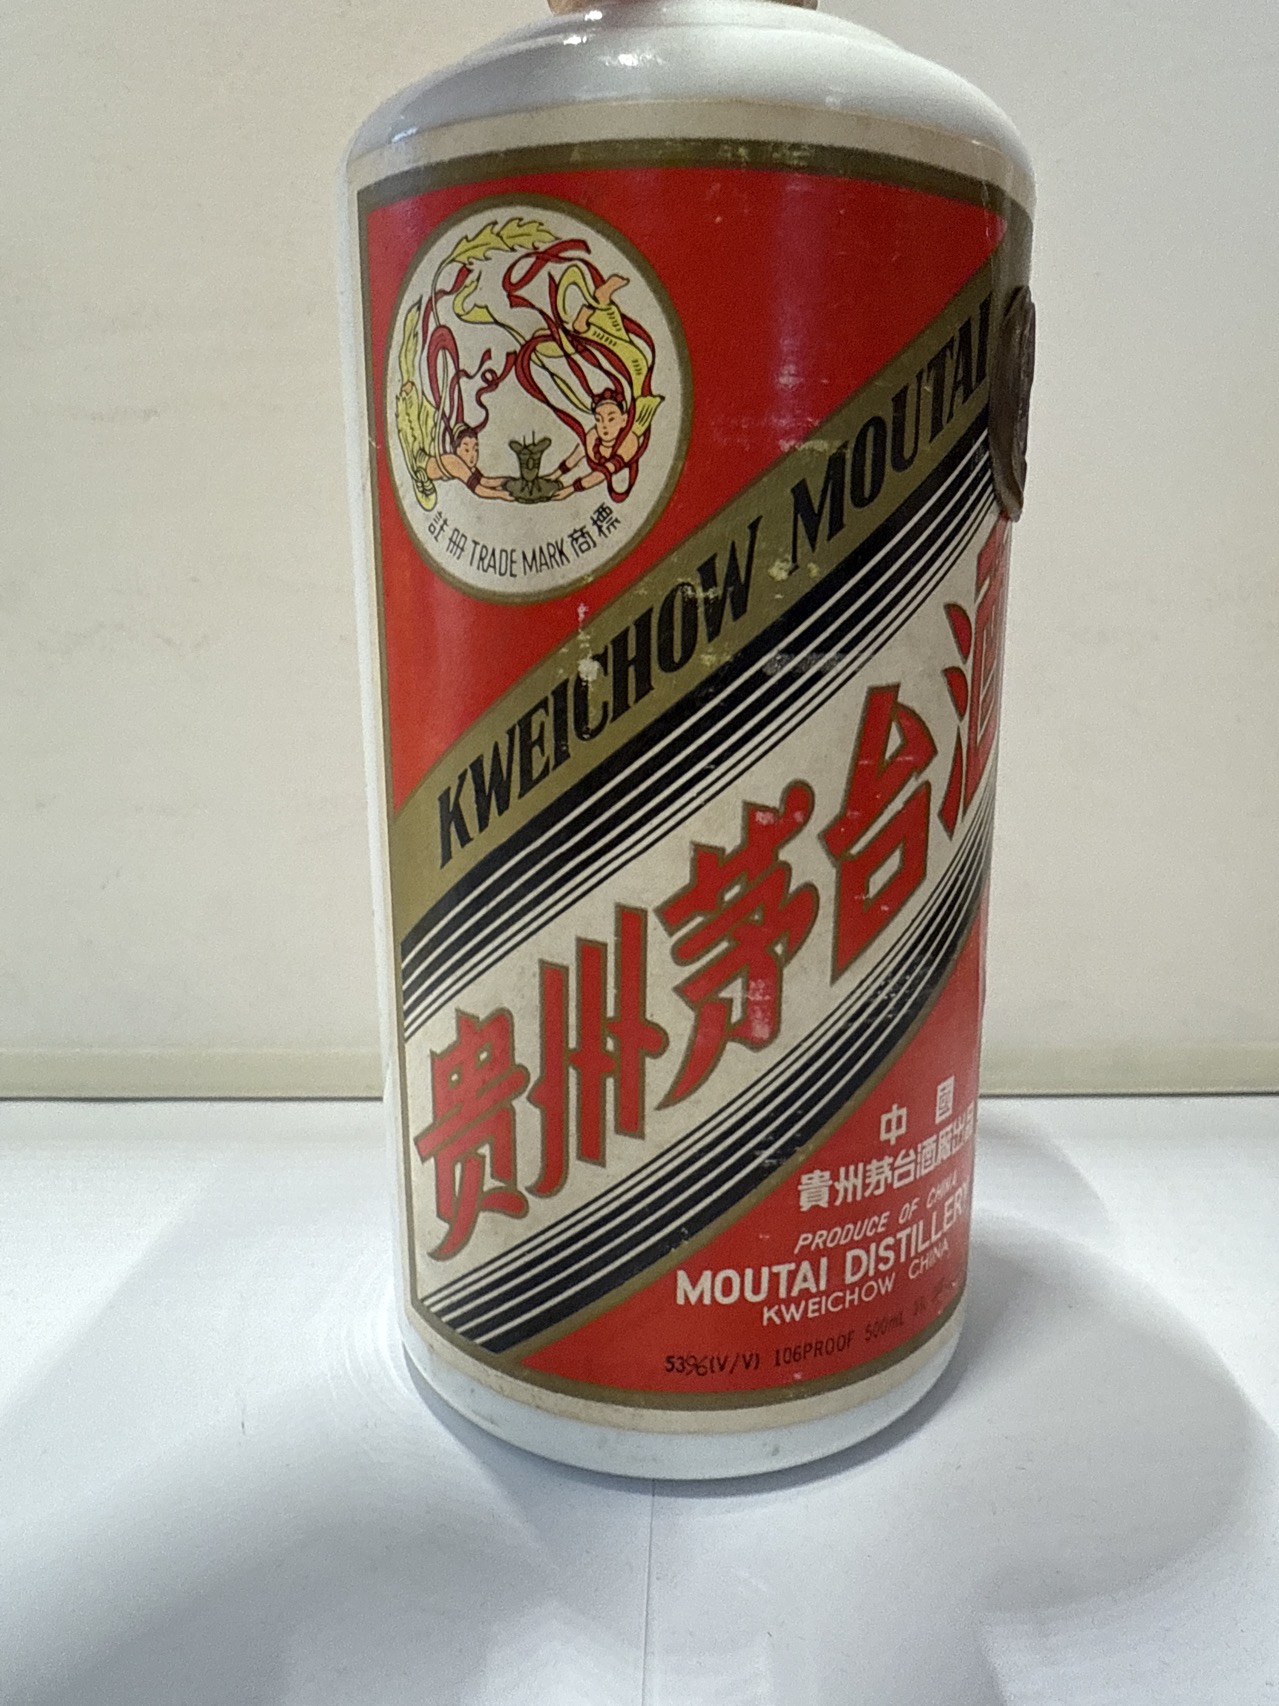 註册 TRADE MARK 商標
KWEICHOW MOUTAI
贵州茅台酒
中國
貴州茅台酒厰出品
PRODUCE OF CHINA
MOUTAI DISTILLERY
KWEICHOW CHINA
53%(V/V) 106PROOF 500mL